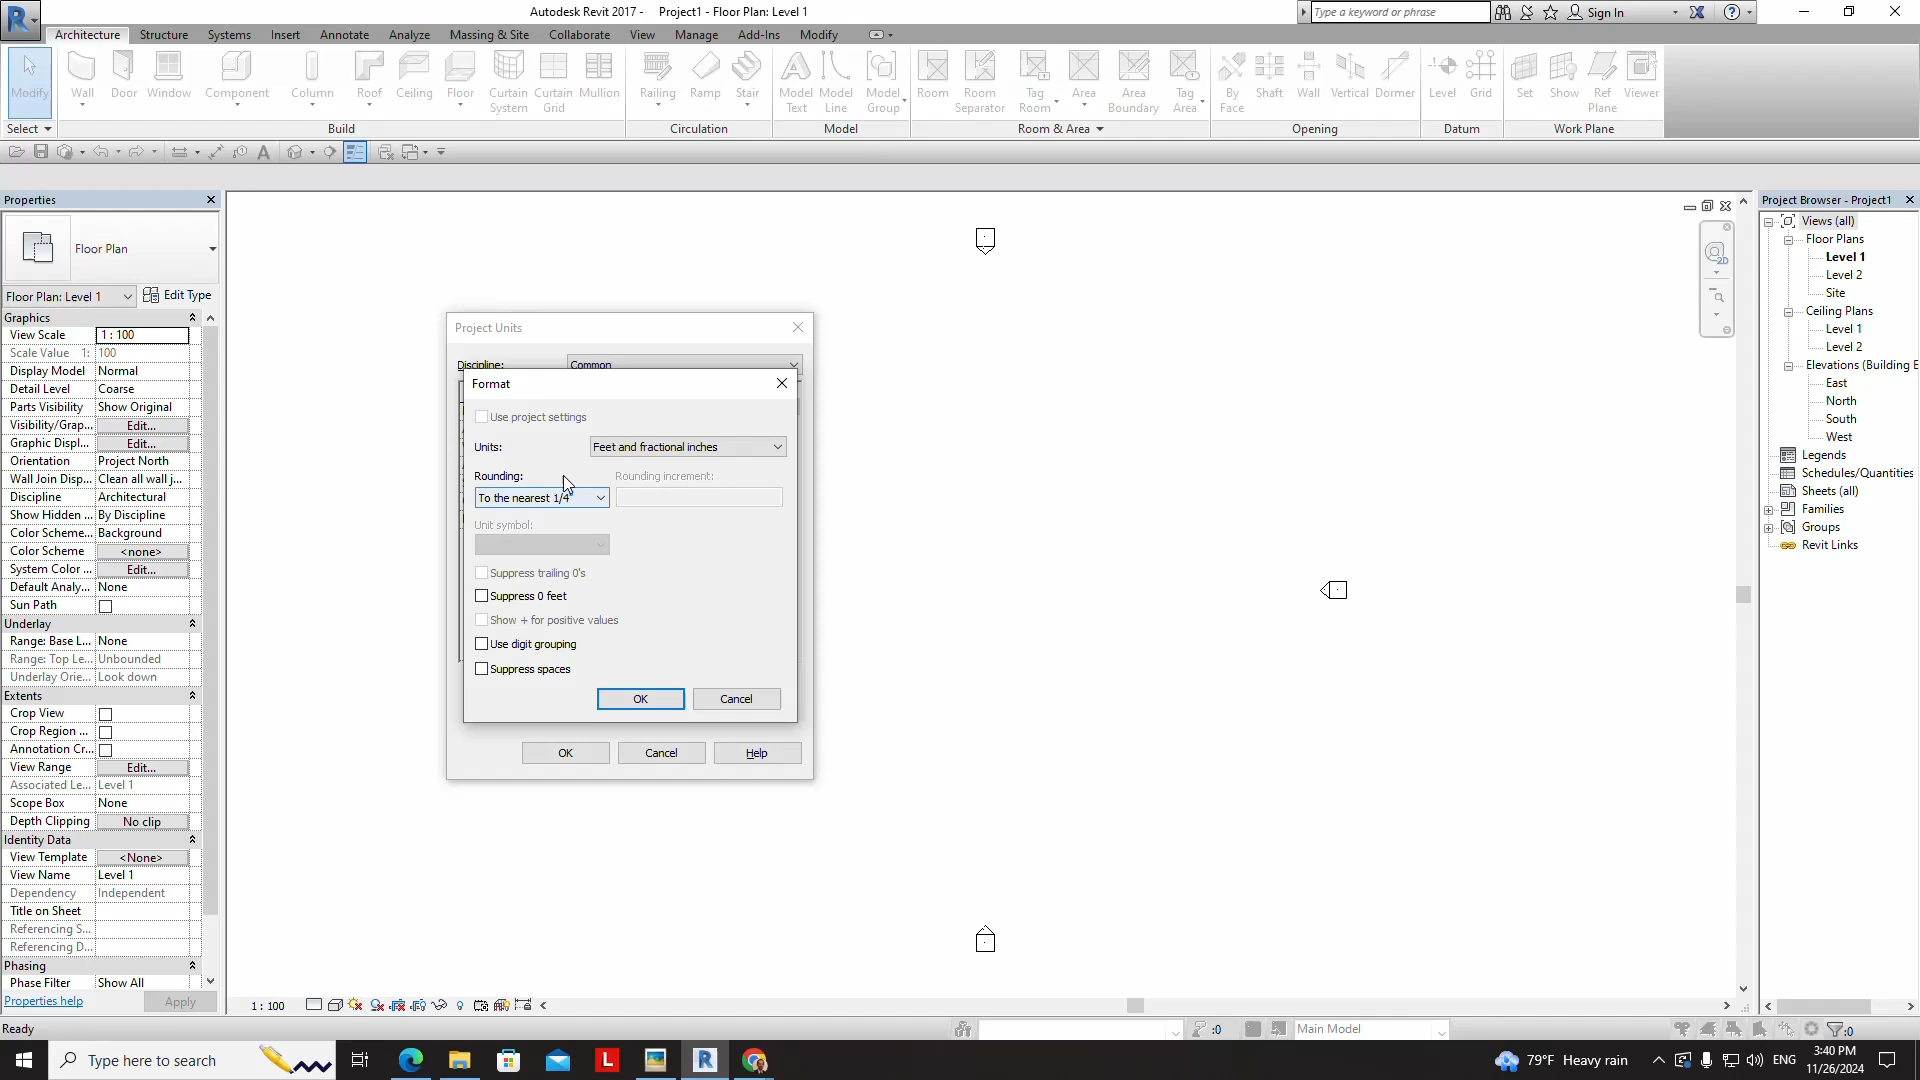 Autodesk Revit 2017 - Project1 - Floor Plan: Level 1
Type a keyword or phrase
Sign In
Architecture Structure Systems Insert Annotate Analyze Massing & Site Collaborate View Manage Add-Ins Modify
Modify Wall Door Window Component Column Roof Ceiling Floor Curtain System Curtain Grid Mullion Railing Ramp Stair Model Text Model Line Model Group Room Room Separator Tag Room Area Area Boundary Tag Area By Face Shaft Wall Vertical Dormer Level Grid Set Show Ref Plane Viewer
Select Build Circulation Model Room & Area Opening Datum Work Plane
Properties
Floor Plan
Floor Plan: Level 1 Edit Type
Graphics
View Scale 1 : 100
Scale Value 1: 100
Display Model Normal
Detail Level Coarse
Parts Visibility Show Original
Visibility/Grap... Edit...
Graphic Displ... Edit...
Orientation Project North
Wall Join Disp... Clean all wall j...
Discipline Architectural
Show Hidden ... By Discipline
Color Scheme... Background
Color Scheme <none>
System Color ... Edit...
Default Analy... None
Sun Path
Underlay
Range: Base L... None
Range: Top Le... Unbounded
Underlay Orie... Look down
Extents
Crop View
Crop Region ...
Annotation Cr...
View Range Edit...
Associated Le... Level 1
Scope Box None
Depth Clipping No clip
Identity Data
View Template <None>
View Name Level 1
Dependency Independent
Title on Sheet
Referencing S...
Referencing D...
Phasing
Phase Filter Show All
Properties help Apply
Project Units
Discipline: Common
Format
Use project settings
Units: Feet and fractional inches
Rounding: Rounding increment:
To the nearest 1/4"
Unit symbol:
Suppress trailing 0's
Suppress 0 feet
Show + for positive values
Use digit grouping
Suppress spaces
OK Cancel
OK Cancel Help
2D
Project Browser - Project1
Views (all)
Floor Plans
Level 1
Level 2
Site
Ceiling Plans
Level 1
Level 2
Elevations (Building E
East
North
South
West
Legends
Schedules/Quantities
Sheets (all)
Families
Groups
Revit Links
1 : 100
Ready
:0
Main Model
:0
Type here to search
79°F Heavy rain
ENG
3:40 PM
11/26/2024